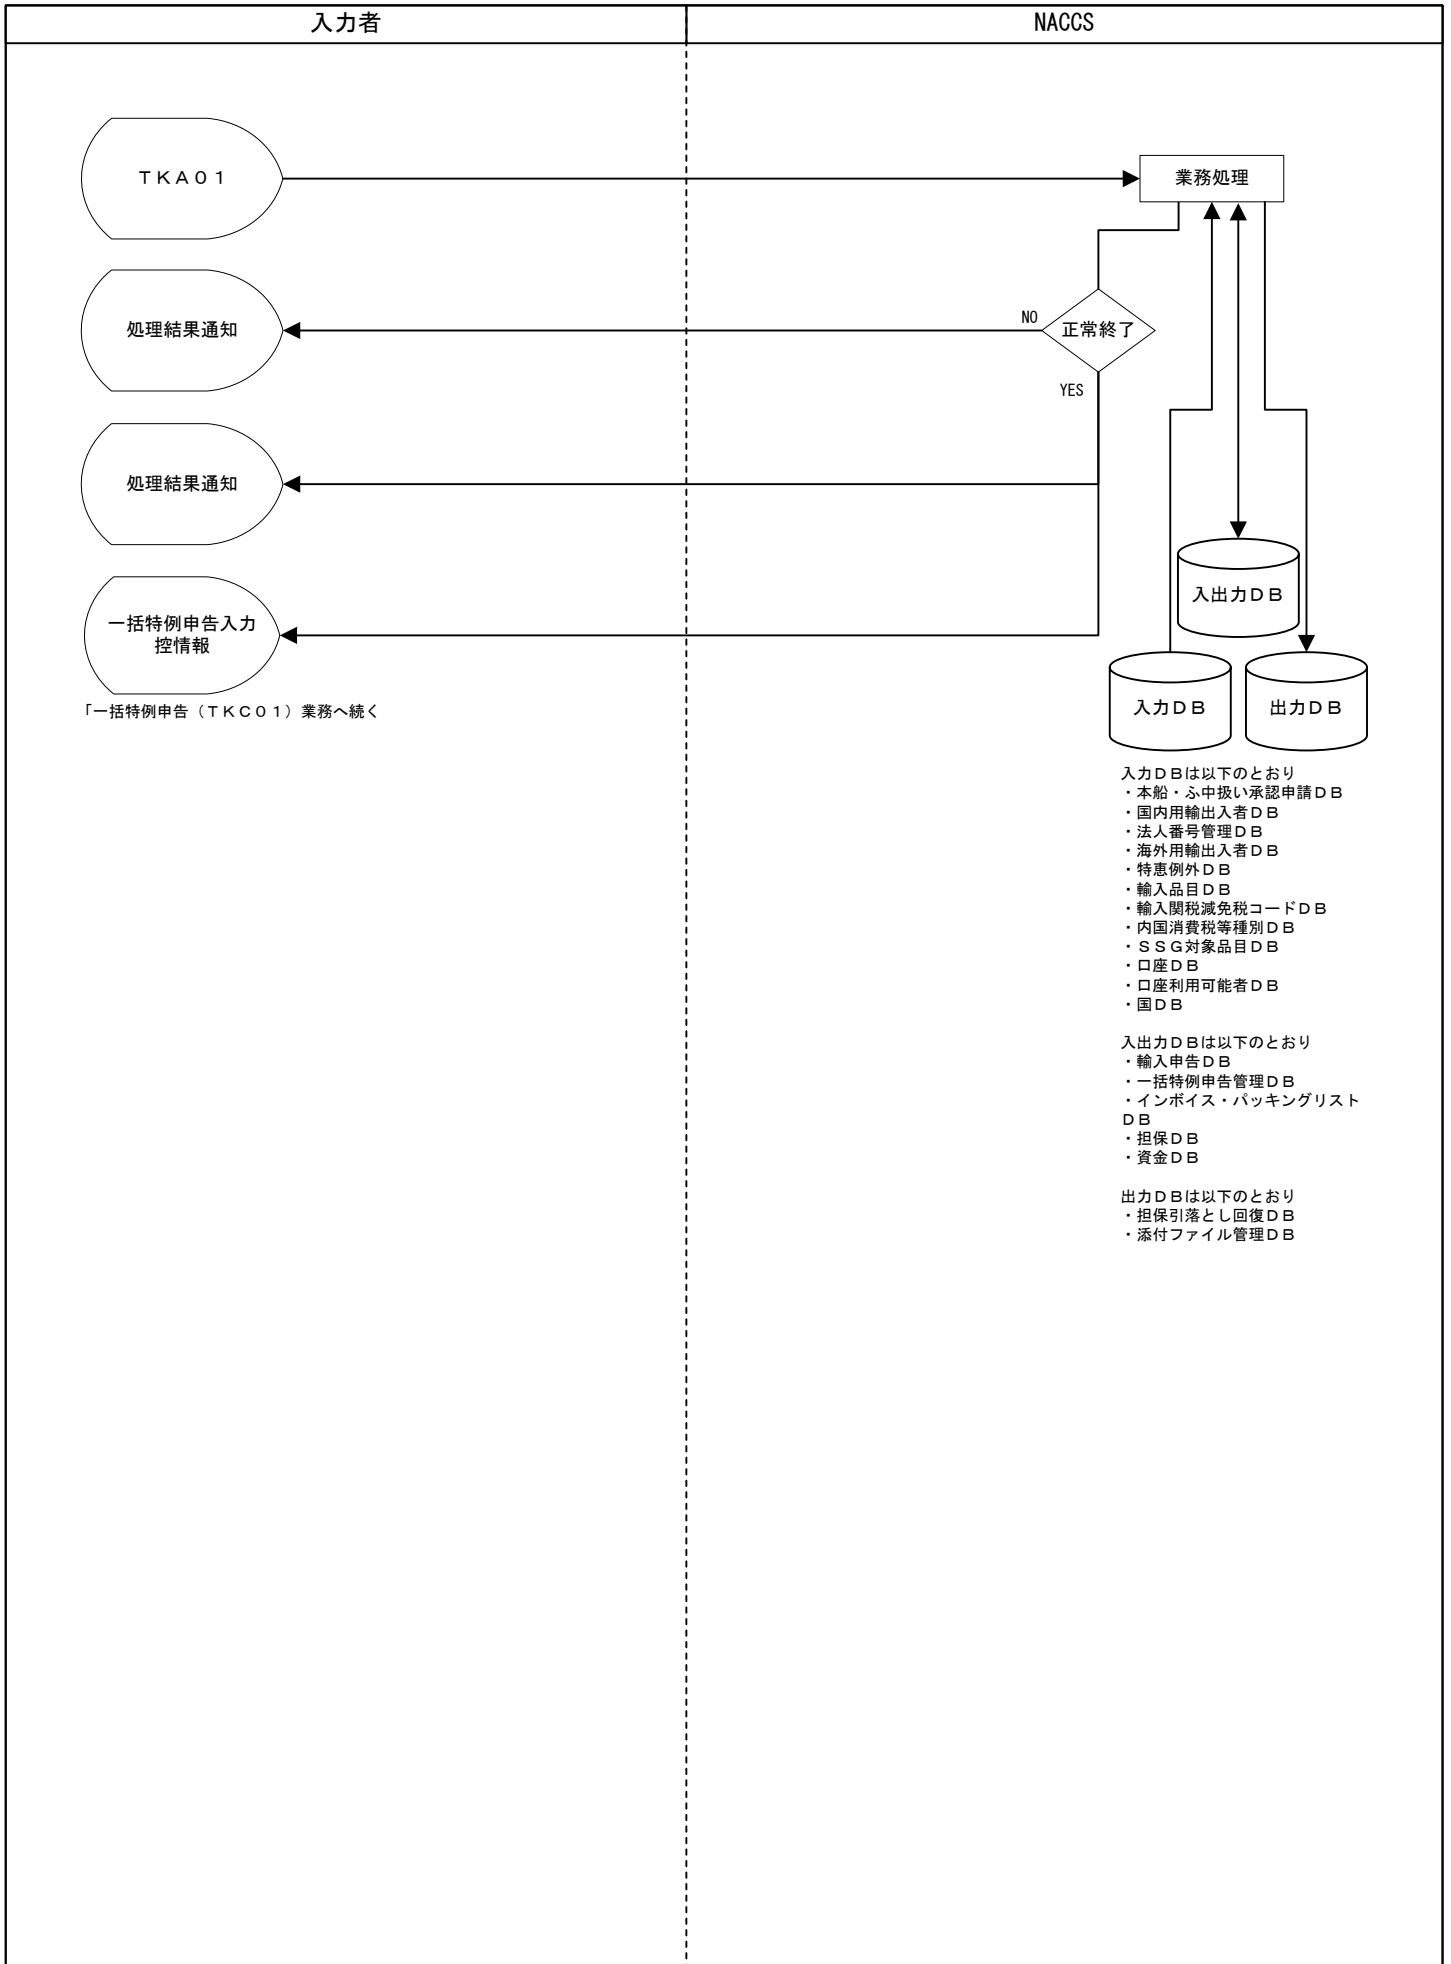 入力者
NACCS
ＴＫＡ０１
業務処理
処理結果通知
NO
正常終了
YES
処理結果通知
入出力ＤＢ
一括特例申告入力
控情報
入力ＤＢ
出力ＤＢ
「一括特例申告（ＴＫＣ０１）業務へ続く
入力ＤＢは以下のとおり
・本船・ふ中扱い承認申請ＤＢ
・国内用輸出入者ＤＢ
・法人番号管理ＤＢ
・海外用輸出入者ＤＢ
・特恵例外ＤＢ
・輸入品目ＤＢ
・輸入関税減免税コードＤＢ
・内国消費税等種別ＤＢ
・ＳＳＧ対象品目ＤＢ
・口座ＤＢ
・口座利用可能者ＤＢ
・国ＤＢ
入出力ＤＢは以下のとおり
・輸入申告ＤＢ
・一括特例申告管理ＤＢ
・インボイス・パッキングリスト
ＤＢ
・担保ＤＢ
・資金ＤＢ
出力ＤＢは以下のとおり
・担保引落とし回復ＤＢ
・添付ファイル管理ＤＢ